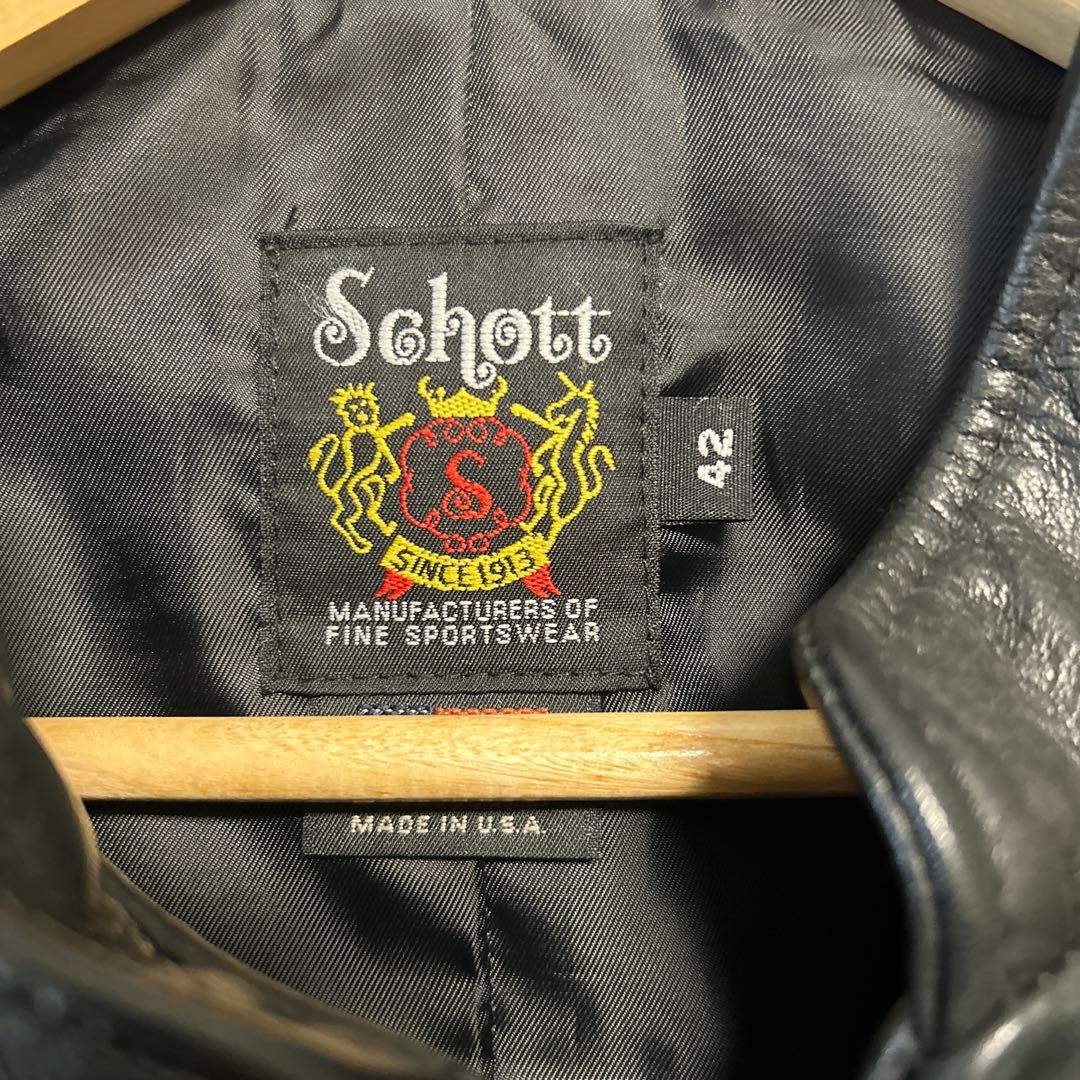 Schott
42
S
SINCE 1913
MANUFACTURERS OF
FINE SPORTSWEAR
MADE IN U.S.A.